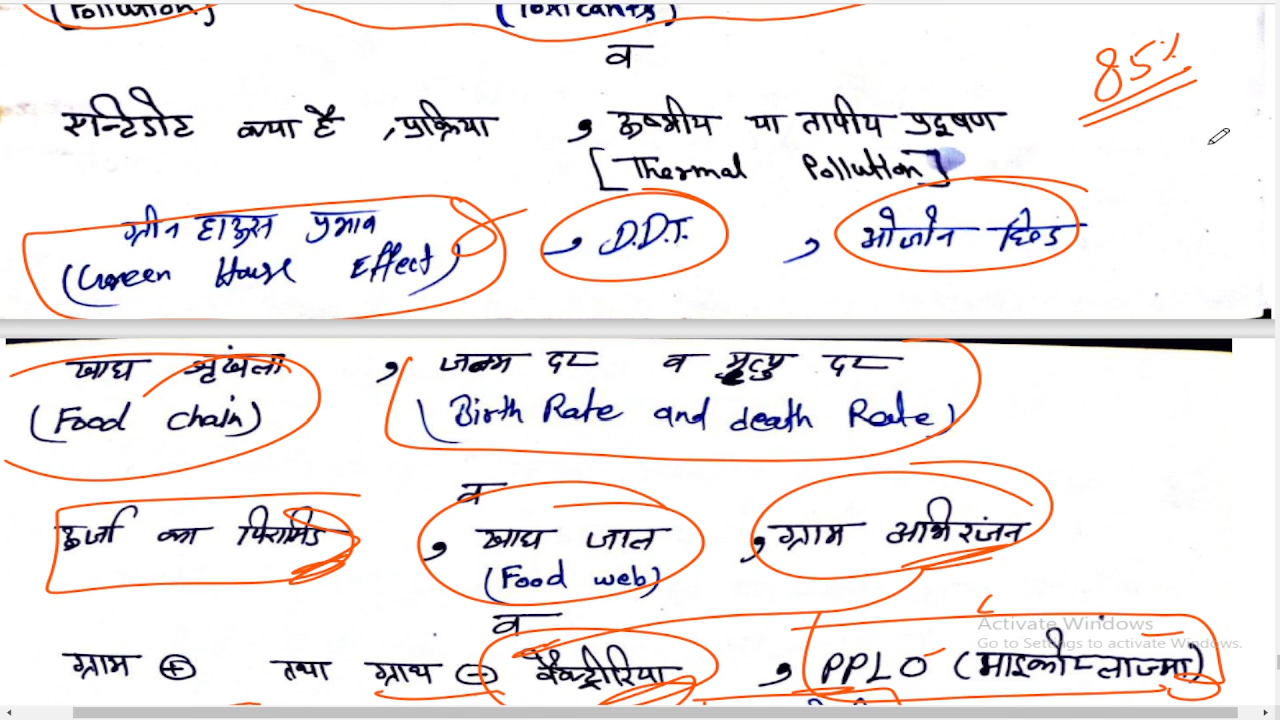 (Pollution) (Toxicants)
व
85%
एन्टिडोट क्या है , प्रक्रिया , ऊष्मीय या तापीय प्रदूषण
[Thermal Pollution]
ग्रीन हाऊस प्रभाव , D.D.T. , ओजोन छिद्र
(Green House Effect)
खाद्य श्रृंखला , जन्म दर व मृत्यु दर
(Food chain) (Birth Rate and death Rate)
व
ऊर्जा का पिरामिड , खाद्य जाल , ग्राम अभिरंजन
(Food web)
व
Activate Windows
Go to Settings to activate Windows.
ग्राम ⊕ तथा ग्राम ⊖ बैक्टीरिया , PPLO (माइकोप्लाज्मा)